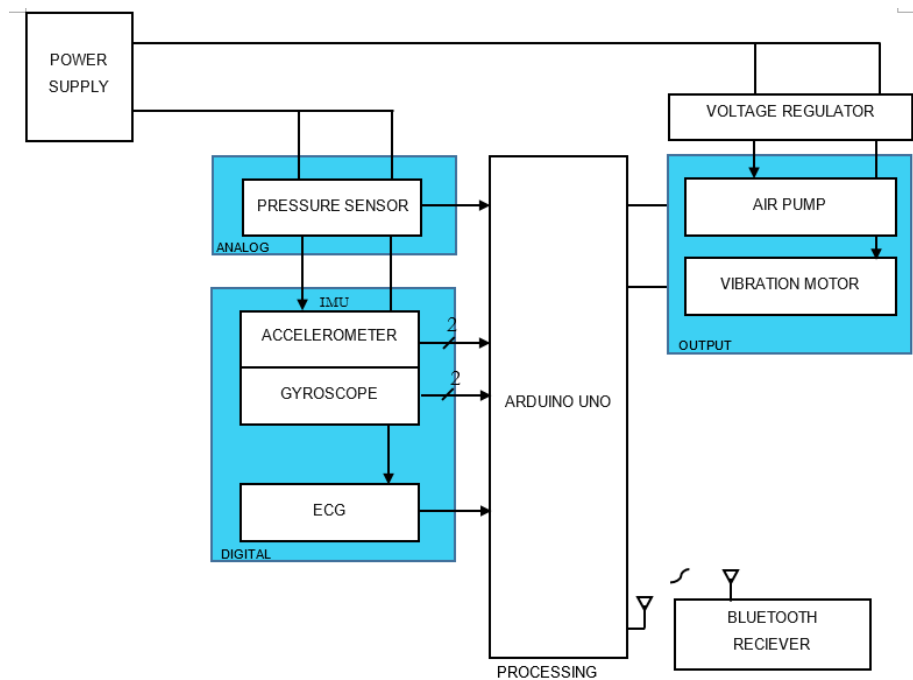 POWER
SUPPLY
VOLTAGE REGULATOR
PRESSURE SENSOR
ANALOG
AIR PUMP
VIBRATION MOTOR
OUTPUT
IMU
ACCELEROMETER
2
GYROSCOPE
2
ARDUINO UNO
ECG
DIGITAL
BLUETOOTH
RECIEVER
PROCESSING